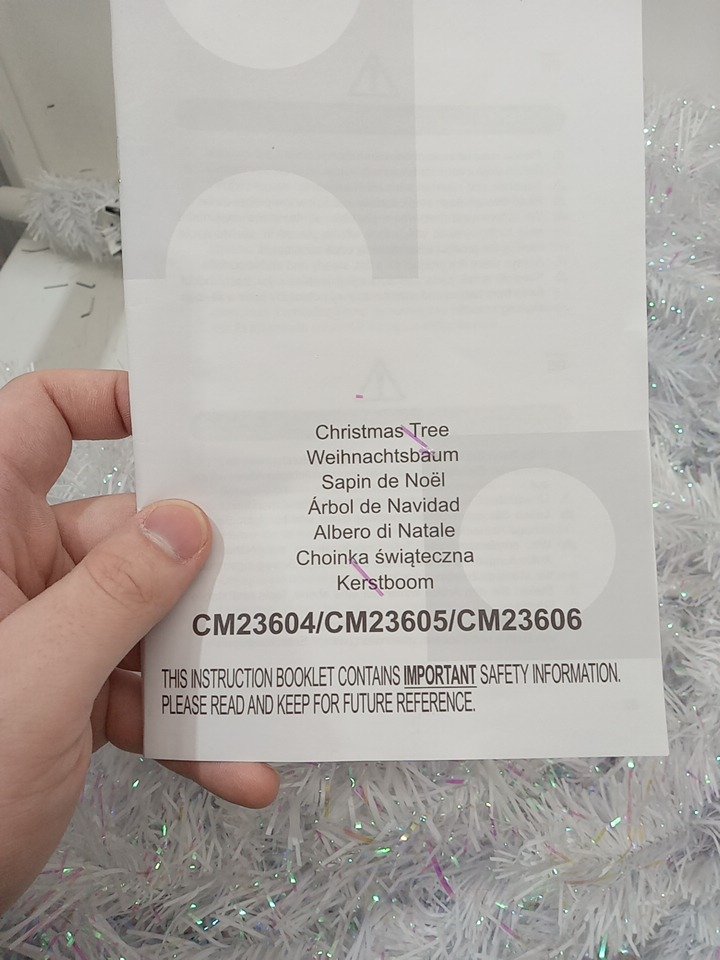 Christmas Tree
Weihnachtsbaum
Sapin de Noël
Árbol de Navidad
Albero di Natale
Choinka świąteczna
Kerstboom
CM23604/CM23605/CM23606
THIS INSTRUCTION BOOKLET CONTAINS IMPORTANT SAFETY INFORMATION.
PLEASE READ AND KEEP FOR FUTURE REFERENCE.